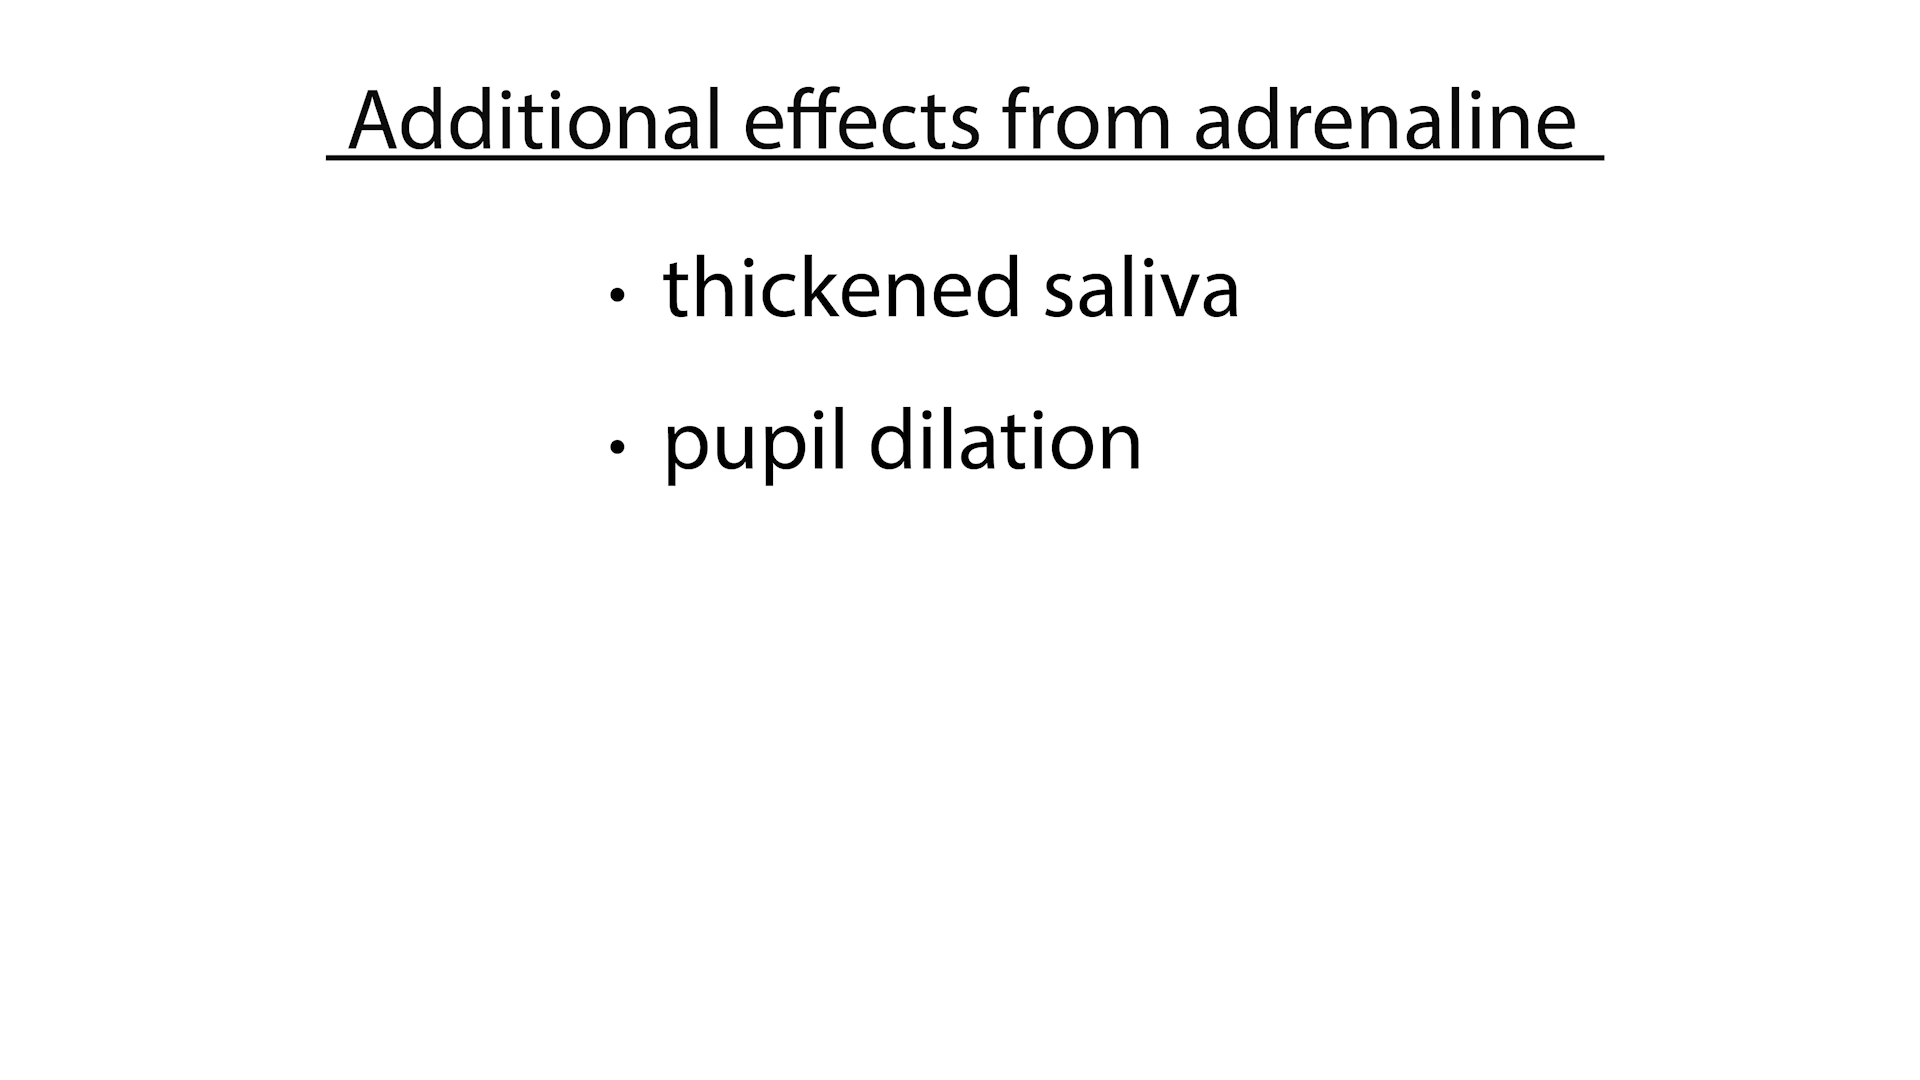 Additional effects from adrenaline
• thickened saliva
• pupil dilation